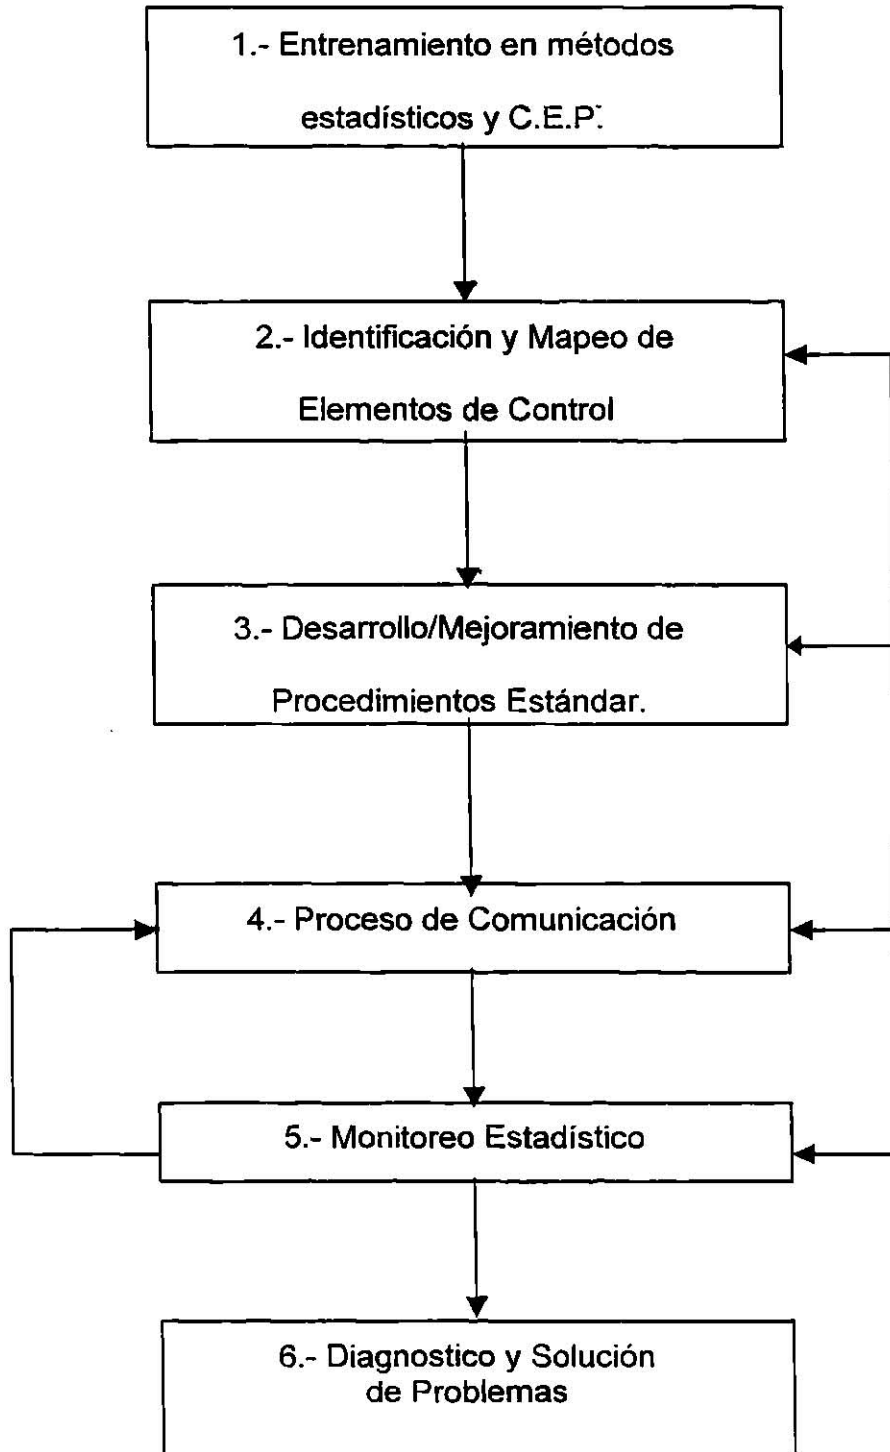 1.- Entrenamiento en métodos
estadísticos y C.E.P.
2.- Identificación y Mapeo de
Elementos de Control
3.- Desarrollo/Mejoramiento de
Procedimientos Estándar.
4.- Proceso de Comunicación
5.- Monitoreo Estadístico
6.- Diagnostico y Solución
de Problemas